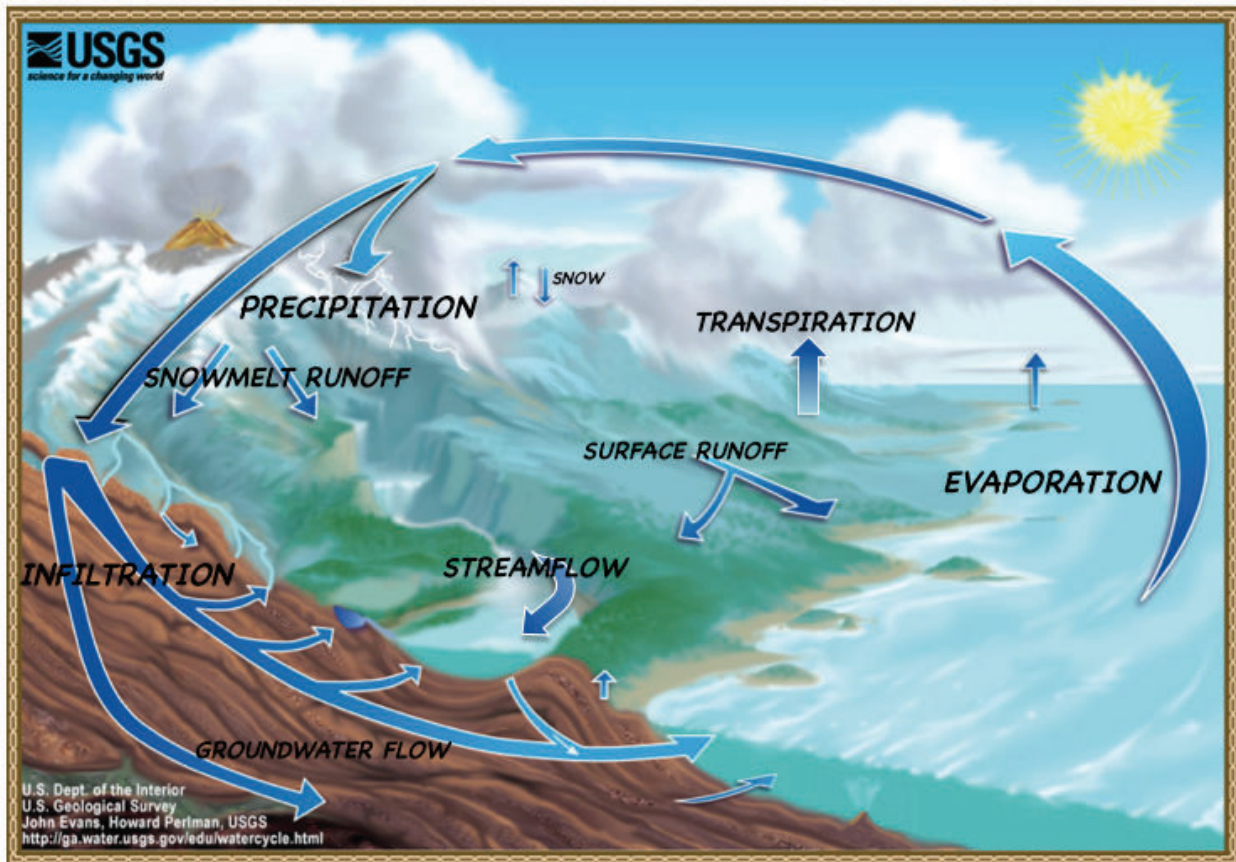 USGS
science for a changing world
PRECIPITATION
SNOW
TRANSPIRATION
SNOWMELT RUNOFF
SURFACE RUNOFF
EVAPORATION
INFILTRATION
STREAMFLOW
GROUNDWATER FLOW
U.S. Dept. of the Interior
U.S. Geological Survey
John Evans, Howard Perlman, USGS
http://ga.water.usgs.gov/edu/watercycle.html